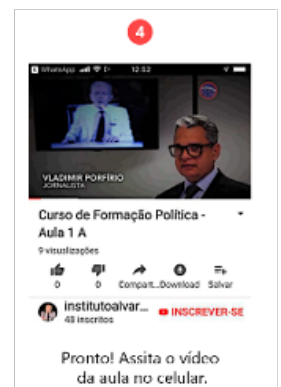 4
WhatsApp 12:52
VLADIMIR PORFÍRIO
JORNALISTA
Curso de Formação Política -
Aula 1 A
9 visualizações
0 0 Compart... Download Salvar
institutoalvar... INSCREVER-SE
48 inscritos
Pronto! Assita o vídeo
da aula no celular.